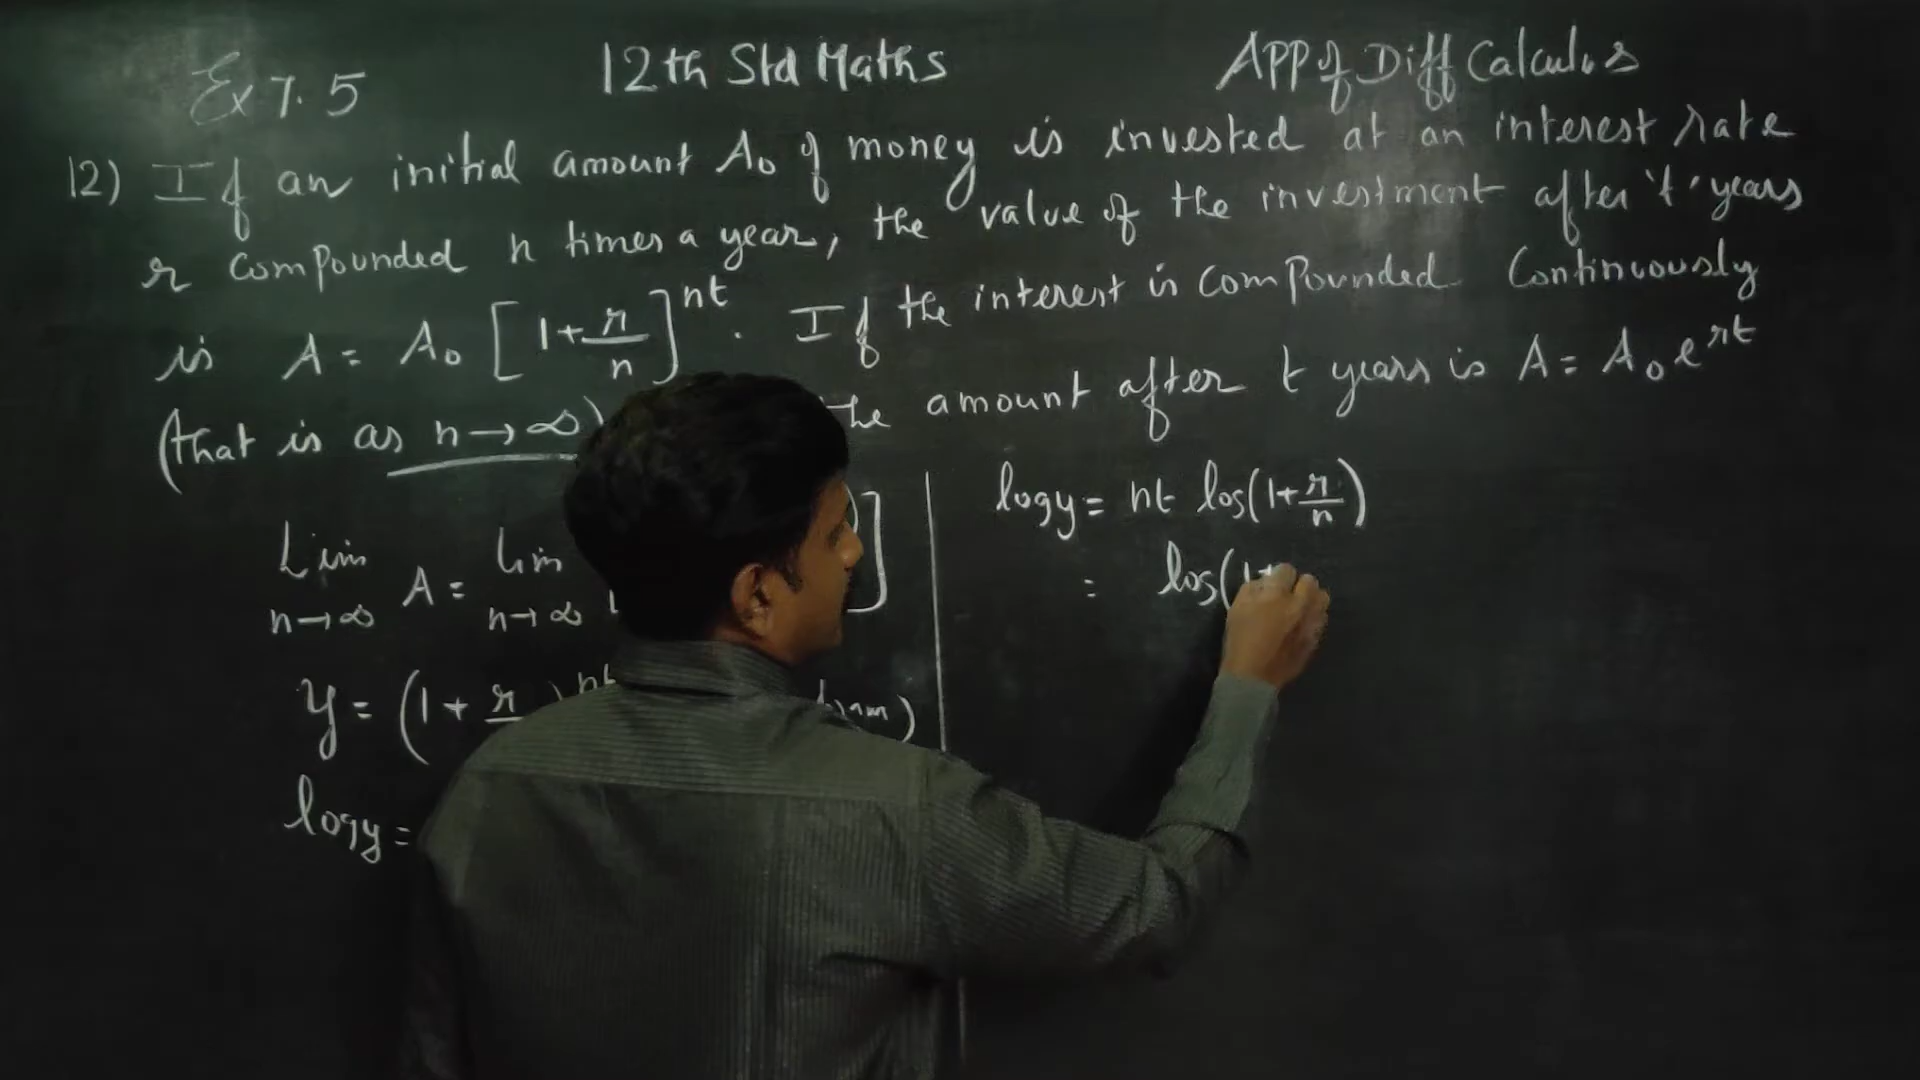 Ex 7.5 12th Std Maths APP of Diff Calculus
12) If an initial amount A₀ of money is invested at an interest rate
r compounded n times a year, the value of the investment after 't' years
is A = A₀ [1+r/n]^nt. If the interest is compounded Continuously
(that is as n→∞) the amount after t years is A = A₀e^rt
Lim n→∞ A = Lim n→∞ ]
y = (1+r )^nt )
logy =
logy = nt log(1+r/n)
= log(1+